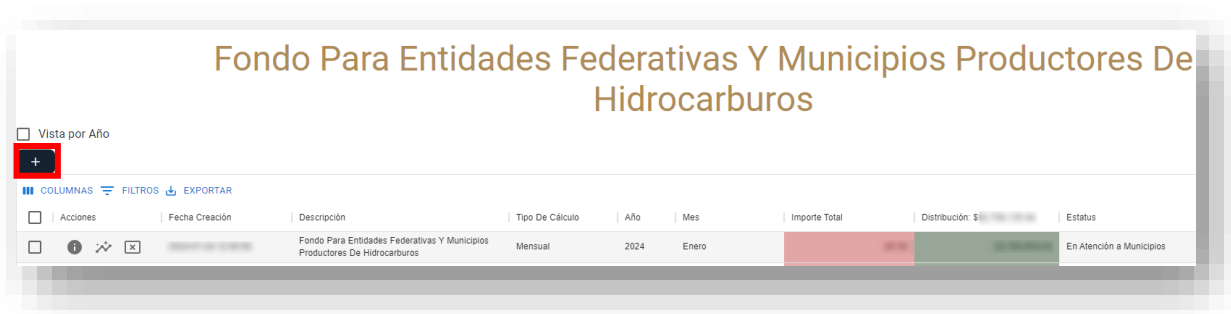 Fondo Para Entidades Federativas Y Municipios Productores De
Hidrocarburos
Vista por Año
+
COLUMNAS FILTROS EXPORTAR
Acciones Fecha Creación Descripción Tipo De Cálculo Año Mes Importe Total Distribución: $ Estatus
Fondo Para Entidades Federativas Y Municipios
Productores De Hidrocarburos
Mensual 2024 Enero En Atención a Municipios